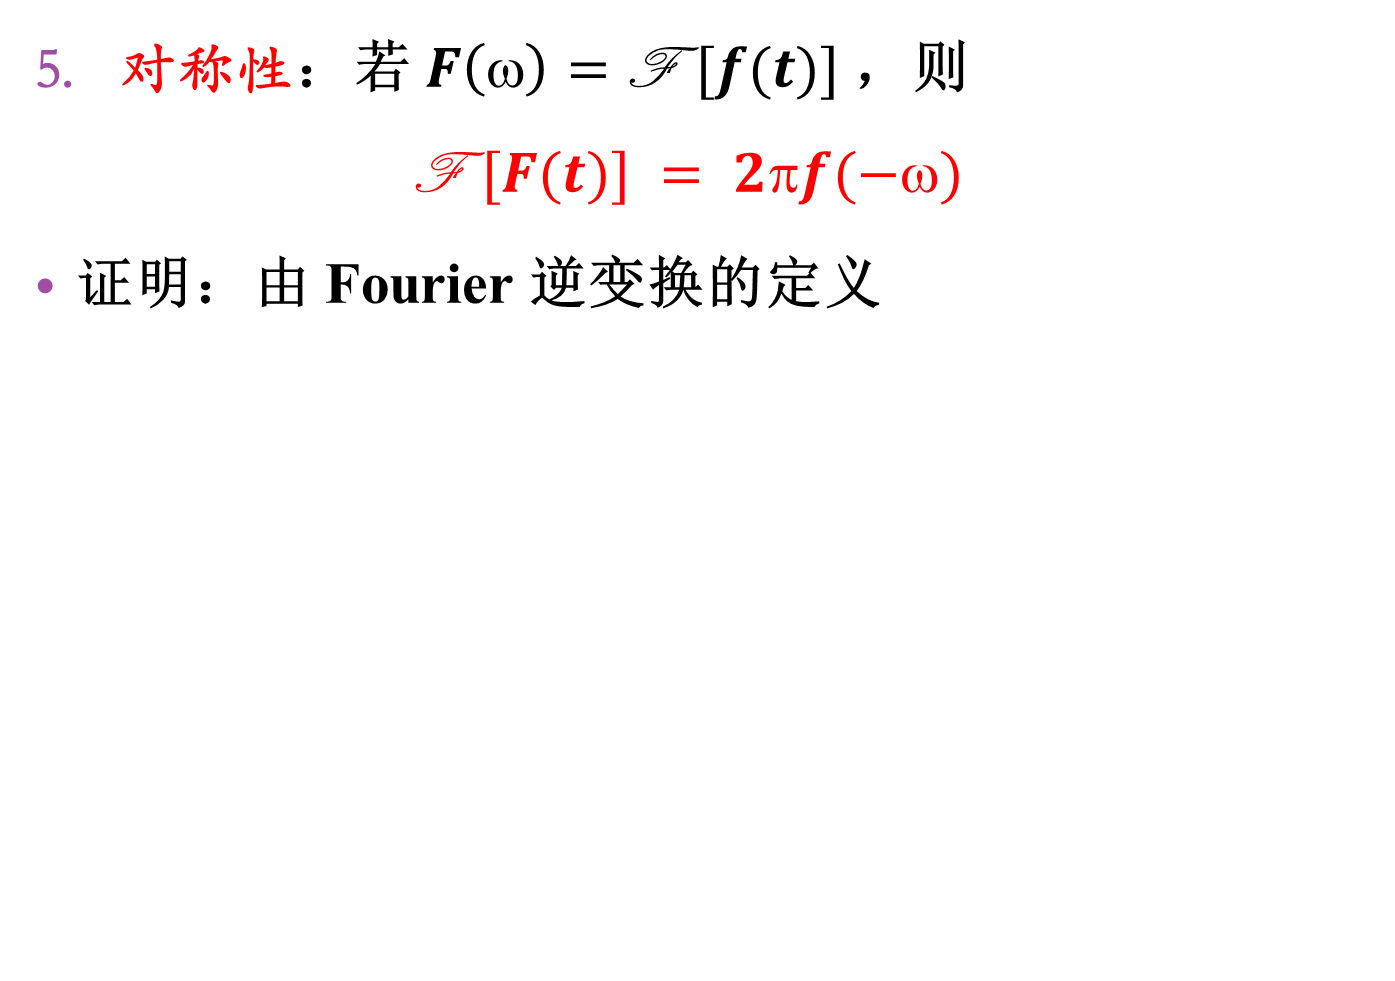 5. 对称性：若 F(ω) = ℱ[f(t)]，则
ℱ[F(t)] = 2πf(−ω)
• 证明：由 Fourier 逆变换的定义